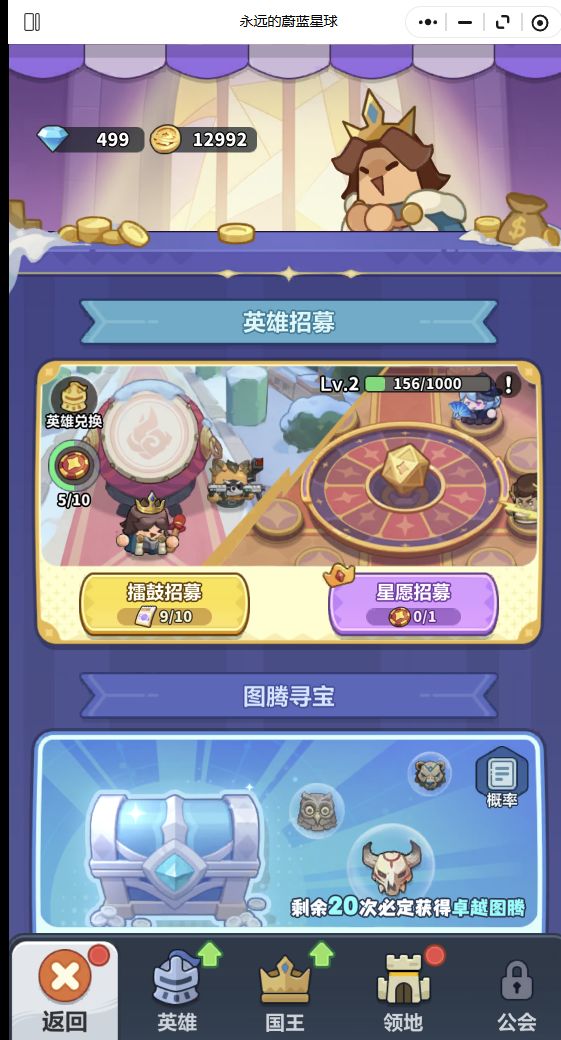 永远的蔚蓝星球
499
12992
英雄招募
Lv.2
156/1000
!
英雄兑换
5/10
擂鼓招募
9/10
星愿招募
0/1
图腾寻宝
概率
剩余20次必定获得卓越图腾
返回
英雄
国王
领地
公会